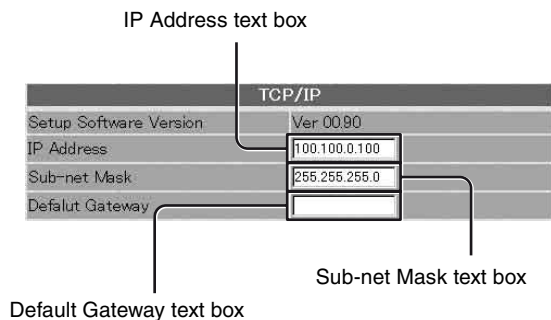 IP Address text box
TCP/IP
Setup Software Version Ver 00.90
IP Address 100.100.0.100
Sub-net Mask 255.255.255.0
Defalut Gateway
Sub-net Mask text box
Default Gateway text box